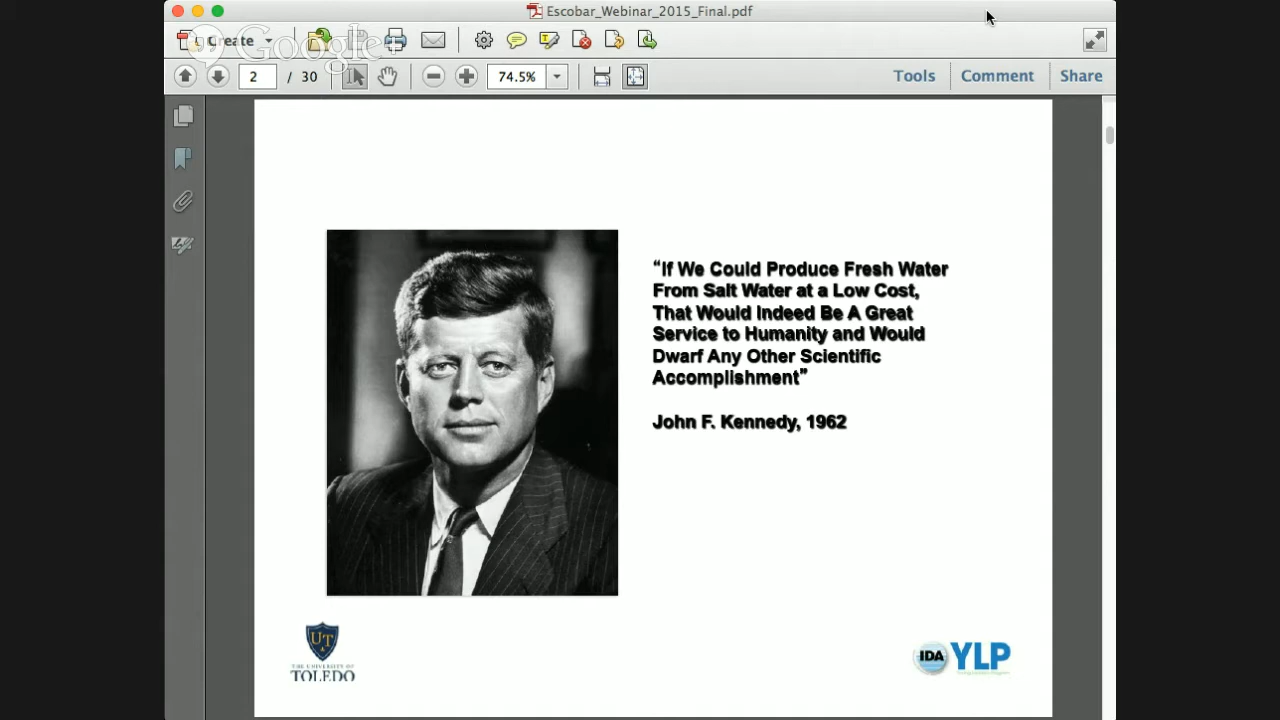 Escobar_Webinar_2015_Final.pdf
Create
Google+
2 / 30
74.5%
Tools
Comment
Share
“If We Could Produce Fresh Water
From Salt Water at a Low Cost,
That Would Indeed Be A Great
Service to Humanity and Would
Dwarf Any Other Scientific
Accomplishment”
John F. Kennedy, 1962
UT
THE UNIVERSITY OF
TOLEDO
IDA YLP